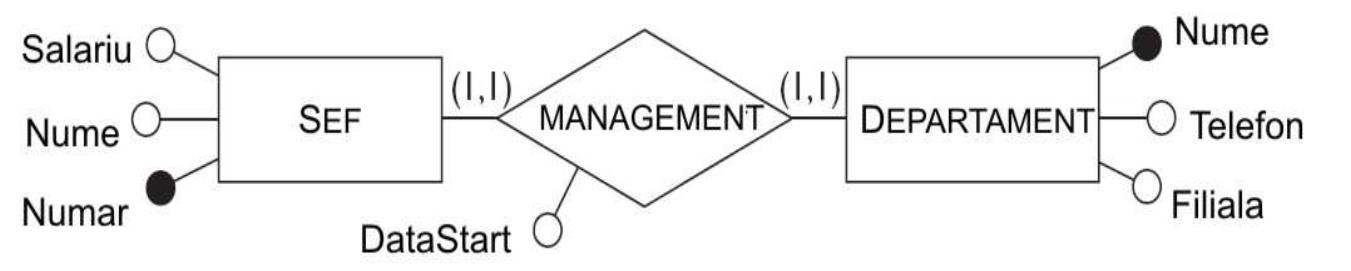 Salariu
Nume
Numar
SEF
(1,1)
MANAGEMENT
DataStart
(1,1)
DEPARTAMENT
Nume
Telefon
Filiala